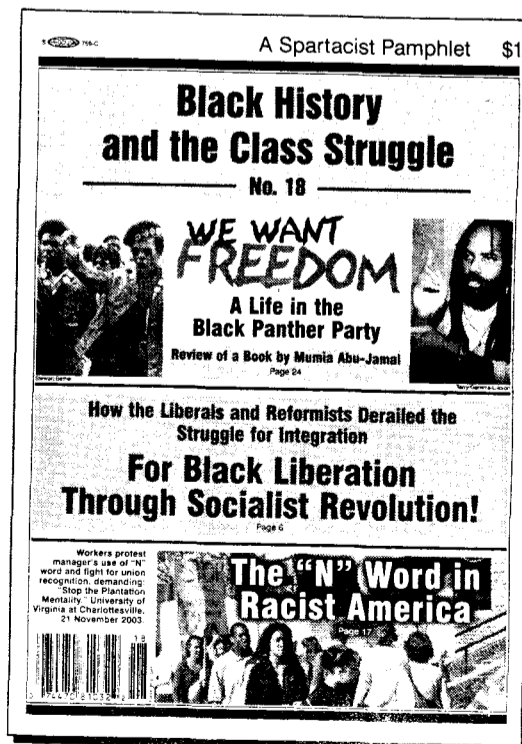 A Spartacist Pamphlet $1
Black History
and the Class Struggle
No. 18
WE WANT
FREEDOM
A Life in the
Black Panther Party
Review of a Book by Mumia Abu-Jamal
Page 24
How the Liberals and Reformists Derailed the
Struggle for Integration
For Black Liberation
Through Socialist Revolution!
Page 6
Workers protest
manager's use of "N"
word and fight for union
recognition, demanding:
"Stop the Plantation
Mentality," University of
Virginia at Charlottesville,
21 November 2003.
The "N" Word in
Racist America
Page 17
18